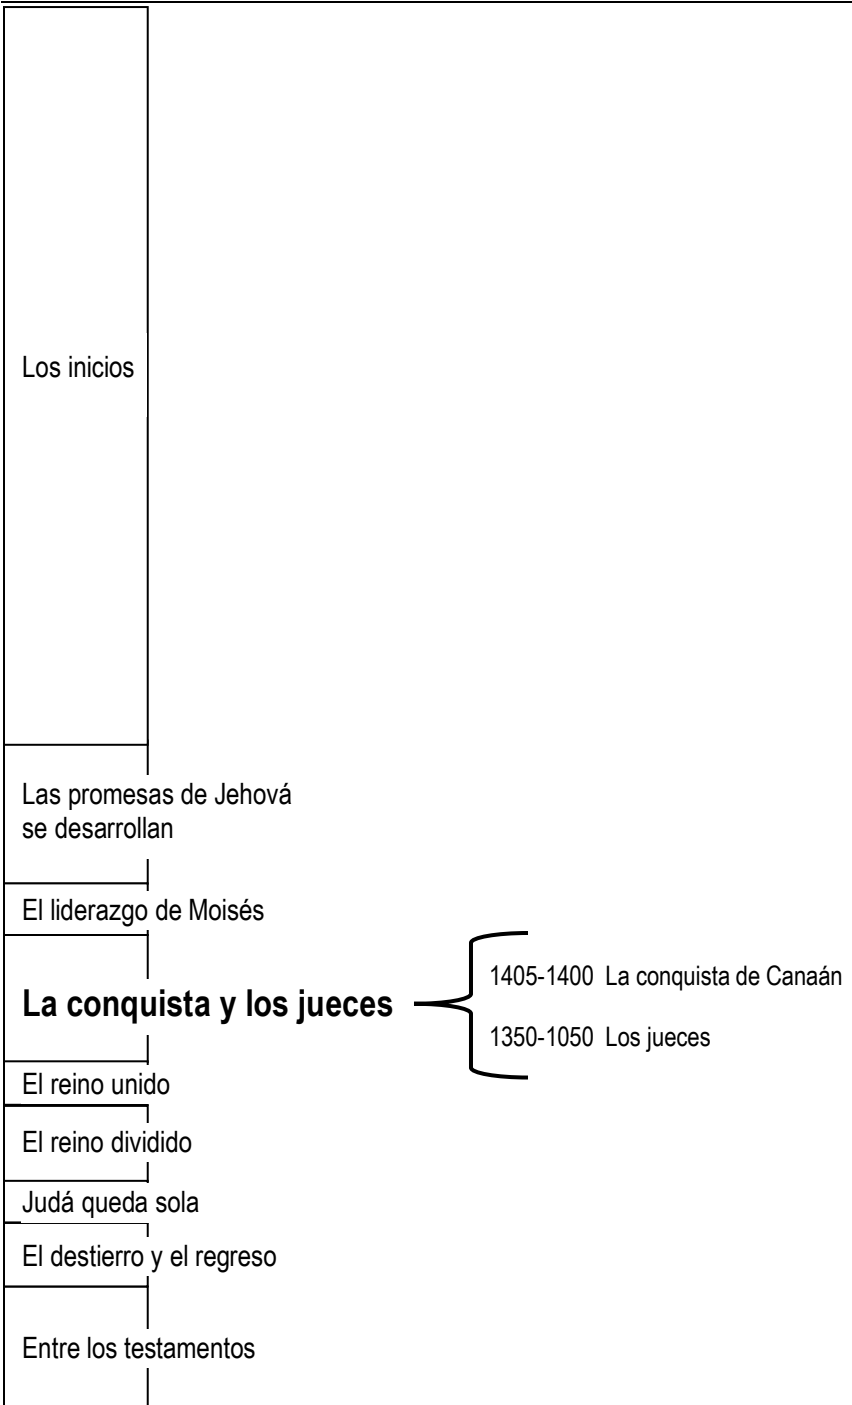 Los inicios
Las promesas de Jehová
se desarrollan
El liderazgo de Moisés
La conquista y los jueces
1405-1400 La conquista de Canaán
1350-1050 Los jueces
El reino unido
El reino dividido
Judá queda sola
El destierro y el regreso
Entre los testamentos